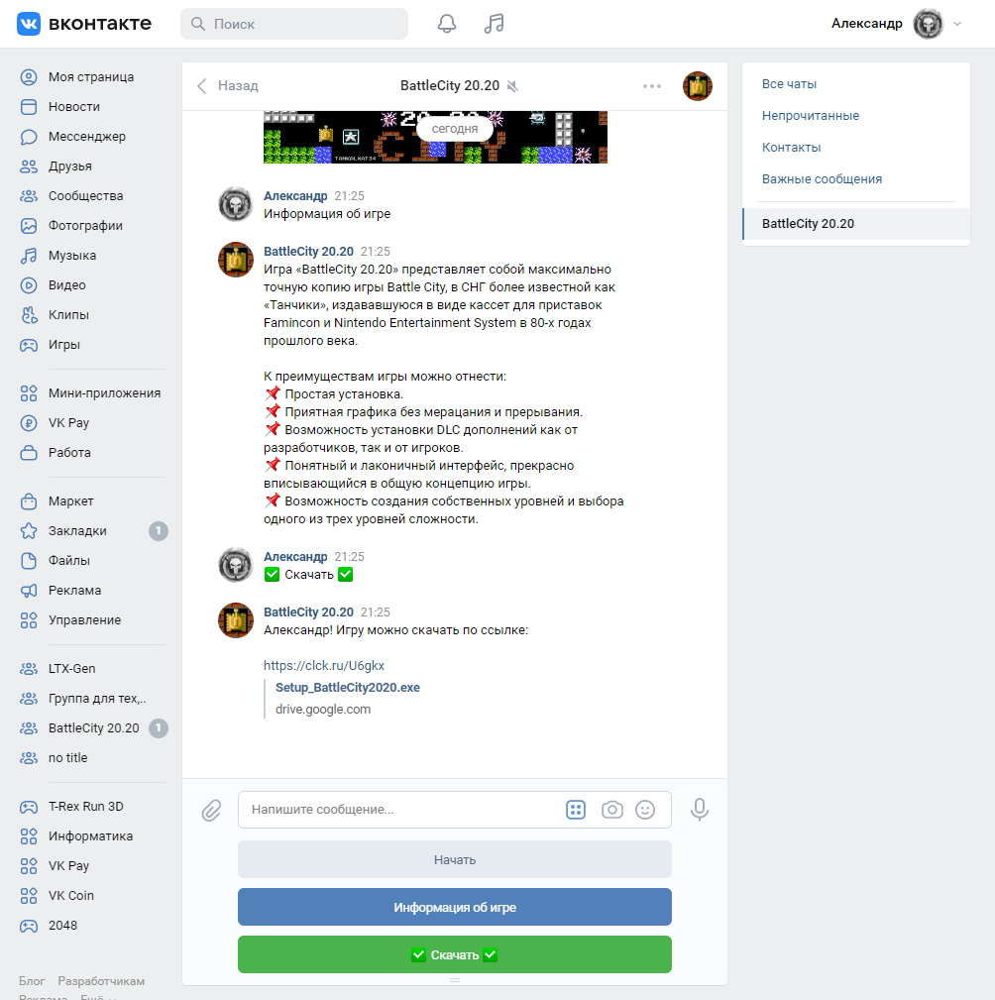 вконтакте
Поиск
Александр
Моя страница
Новости
Мессенджер
Друзья
Сообщества
Фотографии
Музыка
Видео
Клипы
Игры
Мини-приложения
VK Pay
Работа
Маркет
Закладки 1
Файлы
Реклама
Управление
LTX-Gen
Группа для тех,..
BattleCity 20.20 1
no title
T-Rex Run 3D
Информатика
VK Pay
VK Coin
2048
Блог Разработчикам
Реклама Ещё
Назад
BattleCity 20.20
20 20
сегодня
CITY
TANKOLKAT34
Александр 21:25
Информация об игре
BattleCity 20.20 21:25
Игра «BattleCity 20.20» представляет собой максимально
точную копию игры Battle City, в СНГ более известной как
«Танчики», издававшуюся в виде кассет для приставок
Famincon и Nintendo Entertainment System в 80-х годах
прошлого века.
К преимуществам игры можно отнести:
📌 Простая установка.
📌 Приятная графика без мерацания и прерывания.
📌 Возможность установки DLC дополнений как от
разработчиков, так и от игроков.
📌 Понятный и лаконичный интерфейс, прекрасно
вписывающийся в общую концепцию игры.
📌 Возможность создания собственных уровней и выбора
одного из трех уровней сложности.
Александр 21:25
✅ Скачать ✅
BattleCity 20.20 21:25
Александр! Игру можно скачать по ссылке:
https://clck.ru/U6gkx
Setup_BattleCity2020.exe
drive.google.com
Напишите сообщение...
Начать
Информация об игре
✅ Скачать ✅
Все чаты
Непрочитанные
Контакты
Важные сообщения
BattleCity 20.20